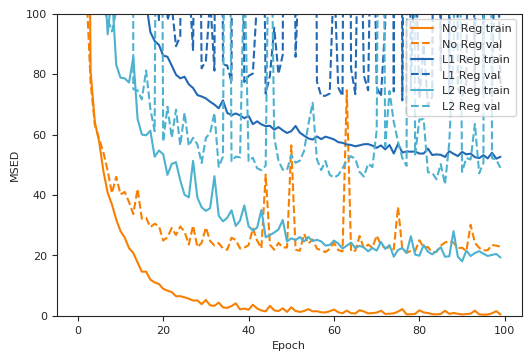 100
80
60
40
20
0
MSED
0 20 40 60 80 100
Epoch
No Reg train
No Reg val
L1 Reg train
L1 Reg val
L2 Reg train
L2 Reg val